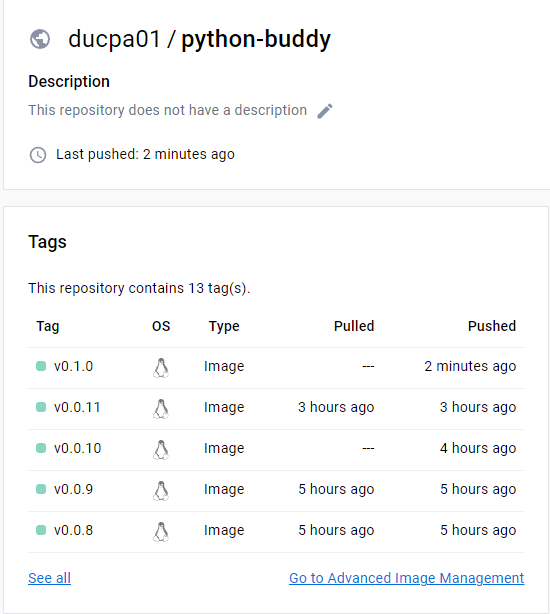 ducpa01 / python-buddy
Description
This repository does not have a description
Last pushed: 2 minutes ago
Tags
This repository contains 13 tag(s).
Tag OS Type Pulled Pushed
v0.1.0 Image --- 2 minutes ago
v0.0.11 Image 3 hours ago 3 hours ago
v0.0.10 Image --- 4 hours ago
v0.0.9 Image 5 hours ago 5 hours ago
v0.0.8 Image 5 hours ago 5 hours ago
See all Go to Advanced Image Management